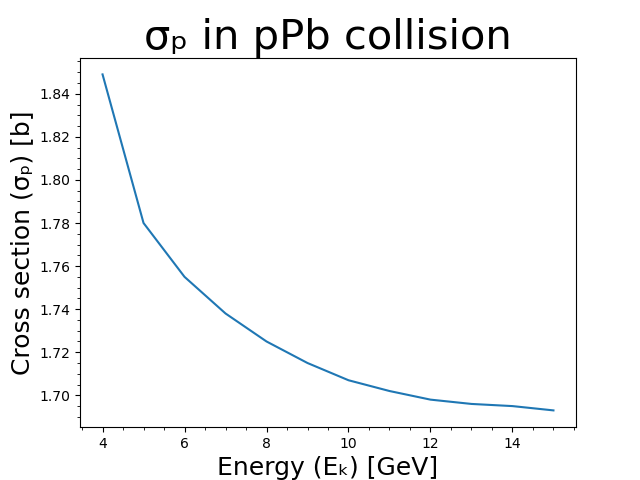 σₚ in pPb collision
Cross section (σₚ) [b]
1.84
1.82
1.80
1.78
1.76
1.74
1.72
1.70
4 6 8 10 12 14
Energy (Eₖ) [GeV]